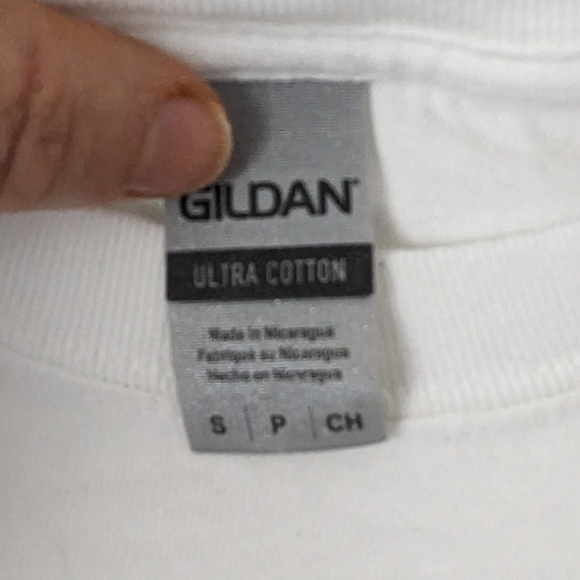 GILDAN
ULTRA COTTON
Made in Nicaragua
Fabriqué au Nicaragua
Hecho en Nicaragua
S | P | CH